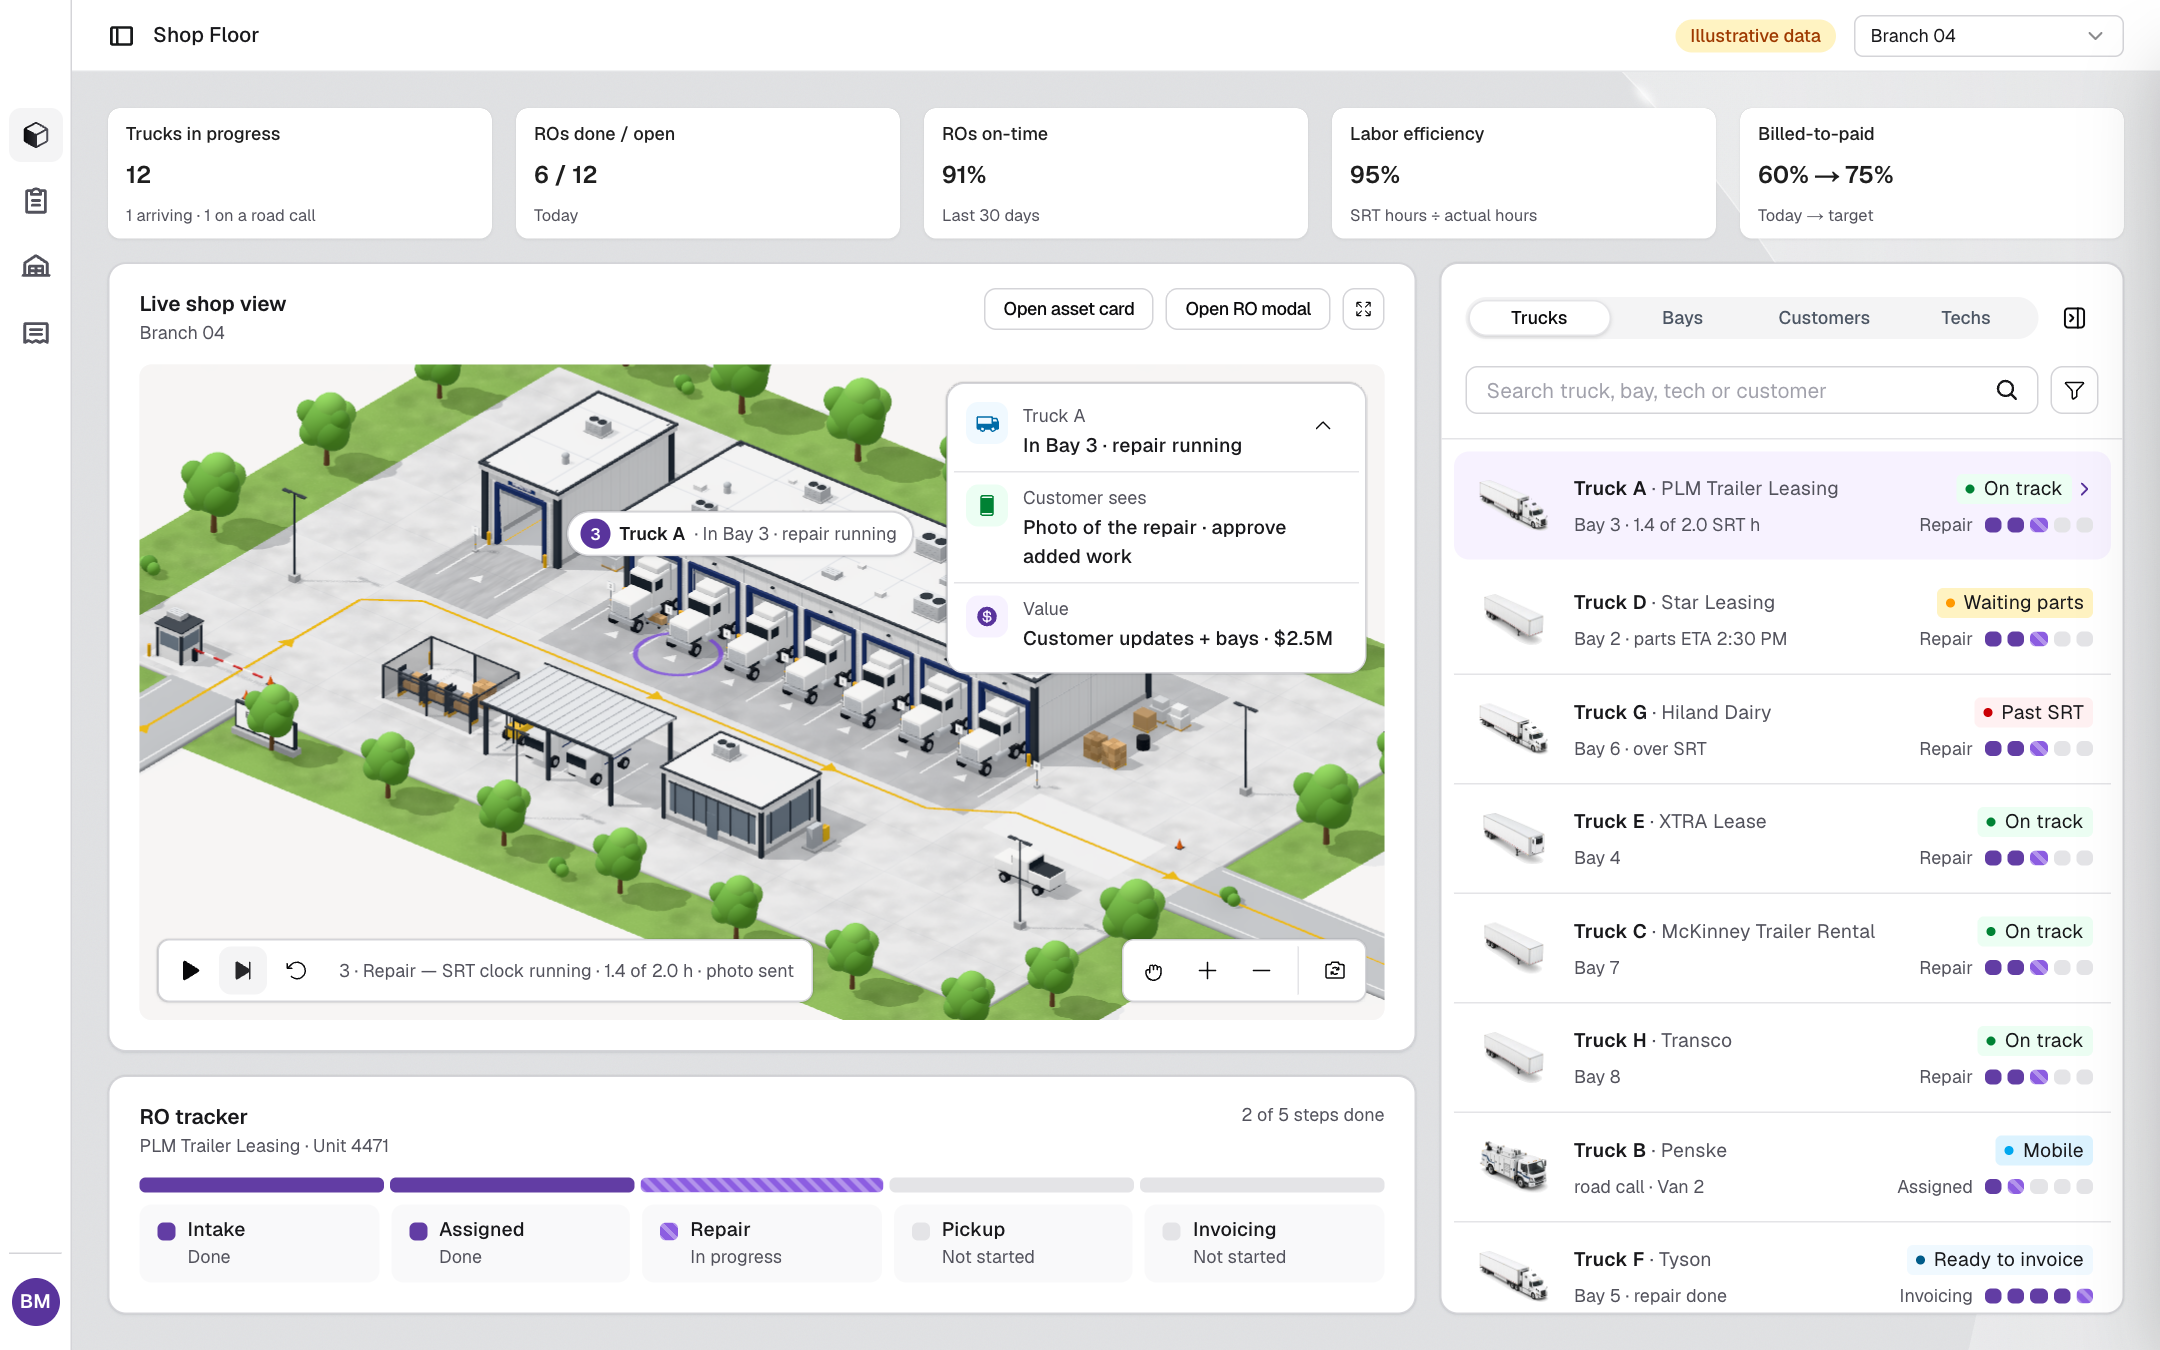 Shop Floor
Illustrative data
Branch 04
Trucks in progress
12
1 arriving · 1 on a road call
ROs done / open
6 / 12
Today
ROs on-time
91%
Last 30 days
Labor efficiency
95%
SRT hours ÷ actual hours
Billed-to-paid
60% → 75%
Today → target
Live shop view
Branch 04
Open asset card
Open RO modal
Truck A
In Bay 3 · repair running
Customer sees
Photo of the repair · approve
added work
Value
Customer updates + bays · $2.5M
3 Truck A · In Bay 3 · repair running
3 · Repair — SRT clock running · 1.4 of 2.0 h · photo sent
RO tracker
PLM Trailer Leasing · Unit 4471
2 of 5 steps done
Intake
Done
Assigned
Done
Repair
In progress
Pickup
Not started
Invoicing
Not started
BM
Trucks
Bays
Customers
Techs
Search truck, bay, tech or customer
Truck A · PLM Trailer Leasing
On track
Bay 3 · 1.4 of 2.0 SRT h
Repair
Truck D · Star Leasing
Waiting parts
Bay 2 · parts ETA 2:30 PM
Repair
Truck G · Hiland Dairy
Past SRT
Bay 6 · over SRT
Repair
Truck E · XTRA Lease
On track
Bay 4
Repair
Truck C · McKinney Trailer Rental
On track
Bay 7
Repair
Truck H · Transco
On track
Bay 8
Repair
Truck B · Penske
Mobile
road call · Van 2
Assigned
Truck F · Tyson
Ready to invoice
Bay 5 · repair done
Invoicing